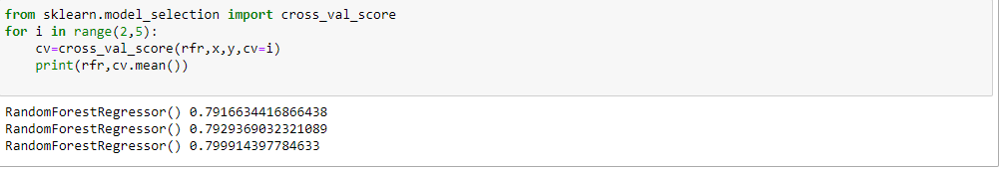 from sklearn.model_selection import cross_val_score
for i in range(2,5):
    cv=cross_val_score(rfr,x,y,cv=i)
    print(rfr,cv.mean())
RandomForestRegressor() 0.7916634416866438
RandomForestRegressor() 0.7929369032321089
RandomForestRegressor() 0.799914397784633